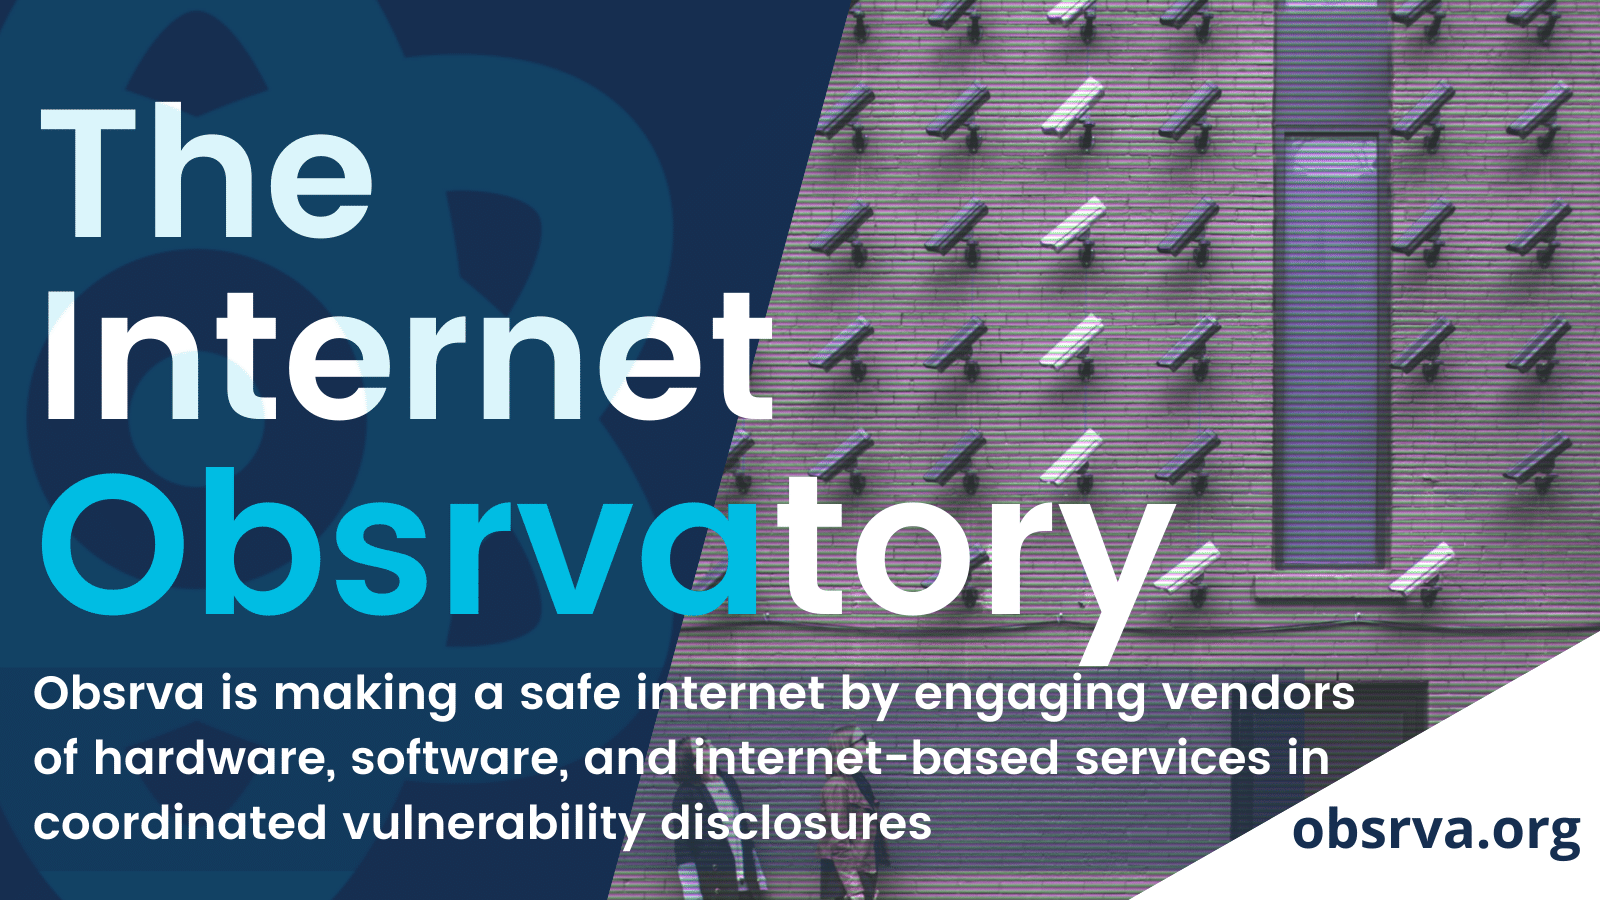 The
Internet
Obsrvatory
Obsrva is making a safe internet by engaging vendors
of hardware, software, and internet-based services in
coordinated vulnerability disclosures
obsrva.org